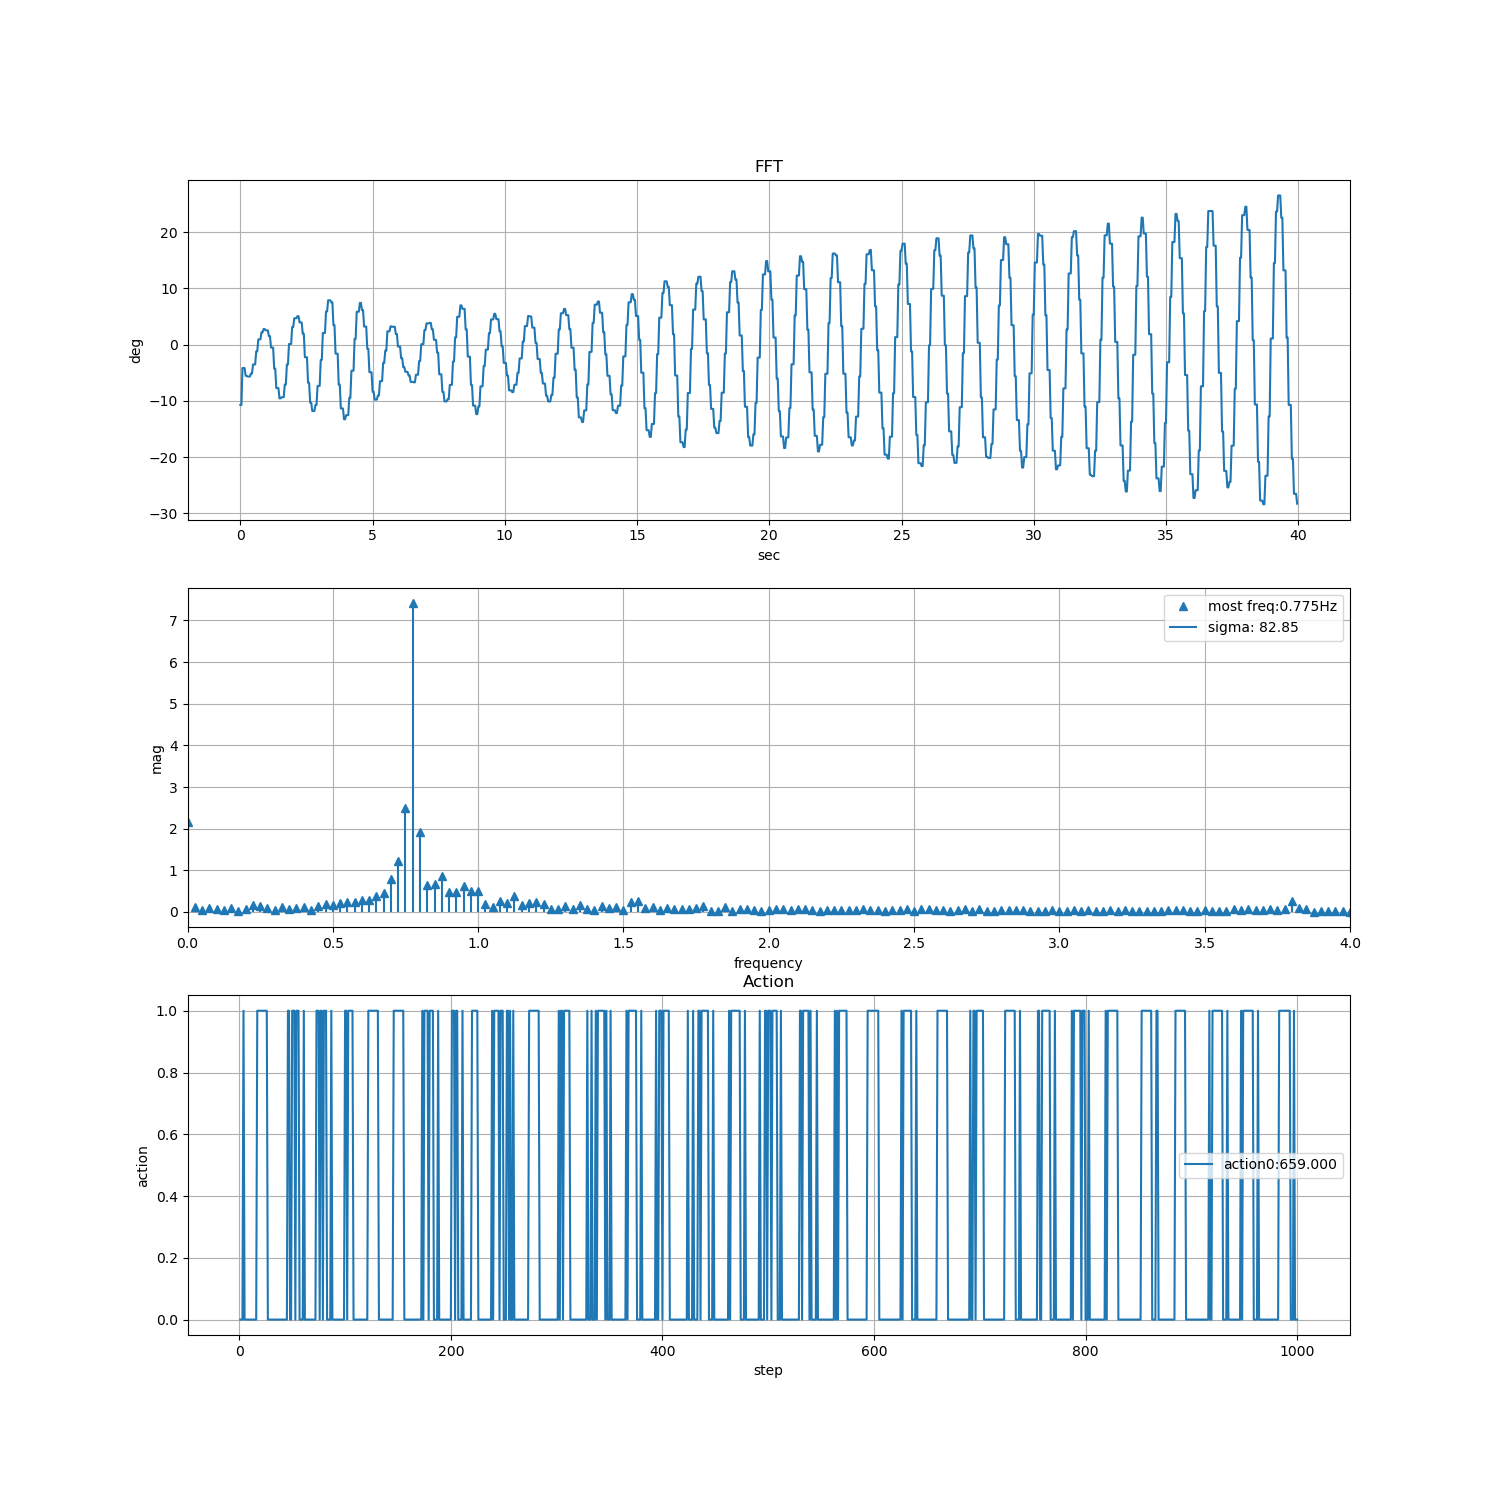 FFT
20
10
0
−10
−20
−30
deg
0 5 10 15 20 25 30 35 40
sec
most freq:0.775Hz
sigma: 82.85
7
6
5
4
3
2
1
0
mag
0.0 0.5 1.0 1.5 2.0 2.5 3.0 3.5 4.0
frequency
Action
1.0
0.8
0.6
0.4
0.2
0.0
action
action0:659.000
0 200 400 600 800 1000
step